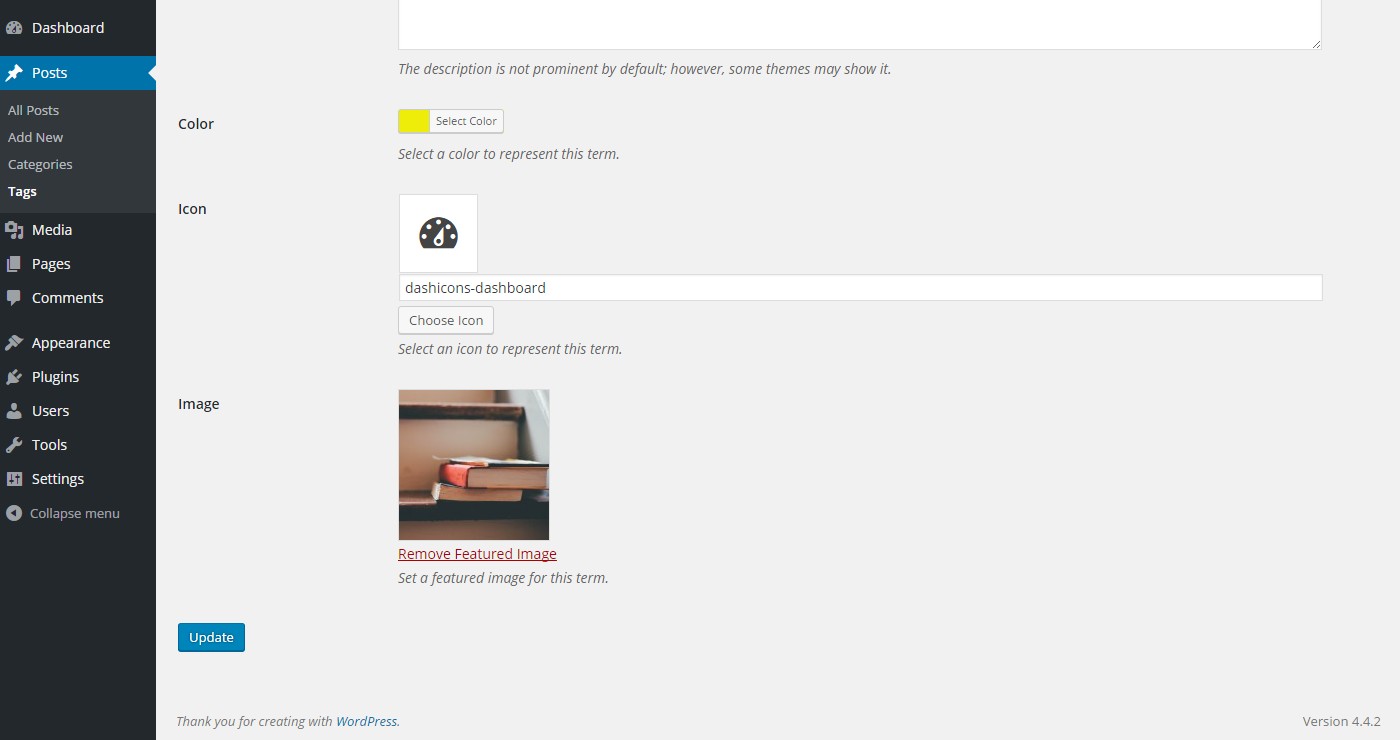 Dashboard
Posts
All Posts
Add New
Categories
Tags
Media
Pages
Comments
Appearance
Plugins
Users
Tools
Settings
Collapse menu
The description is not prominent by default; however, some themes may show it.
Color
Select Color
Select a color to represent this term.
Icon
dashicons-dashboard
Choose Icon
Select an icon to represent this term.
Image
Remove Featured Image
Set a featured image for this term.
Update
Thank you for creating with WordPress.
Version 4.4.2